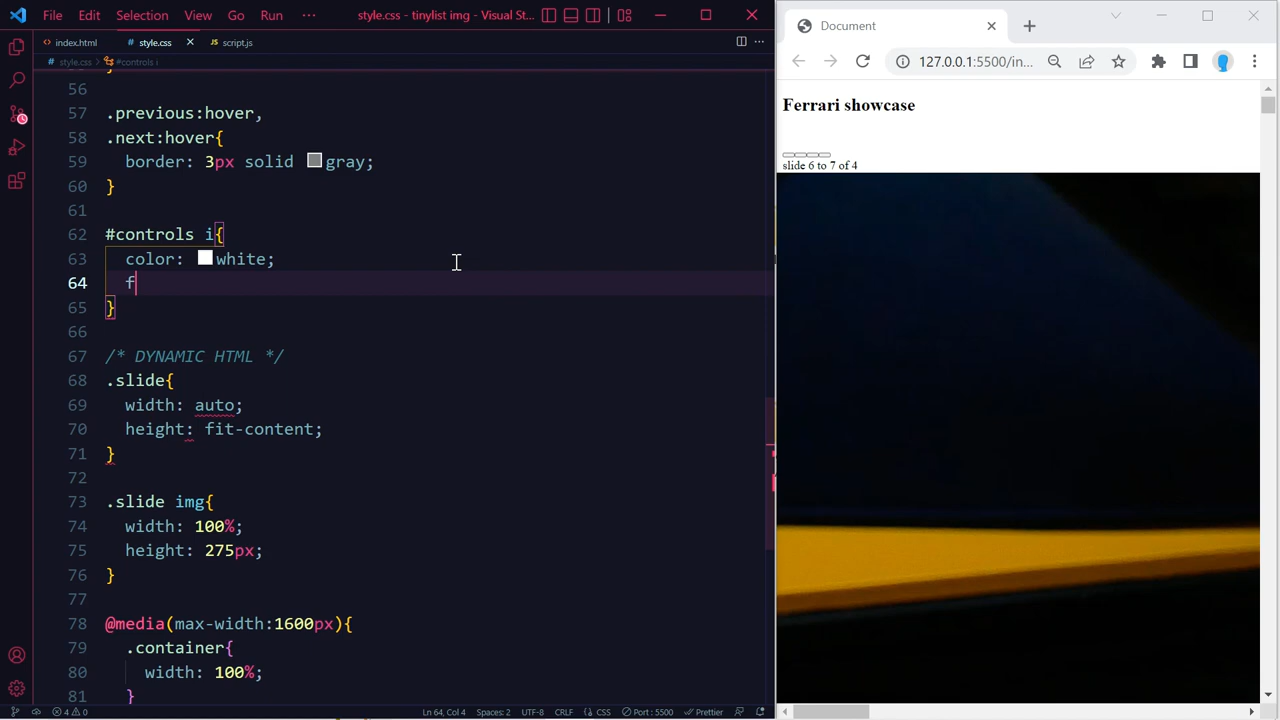 File Edit Selection View Go Run ··· style.css - tinylist img - Visual St...
index.html style.css script.js
style.css > #controls i
56
57 .previous:hover,
58 .next:hover{
59 border: 3px solid gray;
60 }
61
62 #controls i{
63 color: white;
64 f
65 }
66
67 /* DYNAMIC HTML */
68 .slide{
69 width: auto;
70 height: fit-content;
71 }
72
73 .slide img{
74 width: 100%;
75 height: 275px;
76 }
77
78 @media(max-width:1600px){
79 .container{
80 width: 100%;
81 }
4 0 Ln 64, Col 4 Spaces: 2 UTF-8 CRLF CSS Port : 5500 Prettier
Document
127.0.0.1:5500/in...
Ferrari showcase
slide 6 to 7 of 4